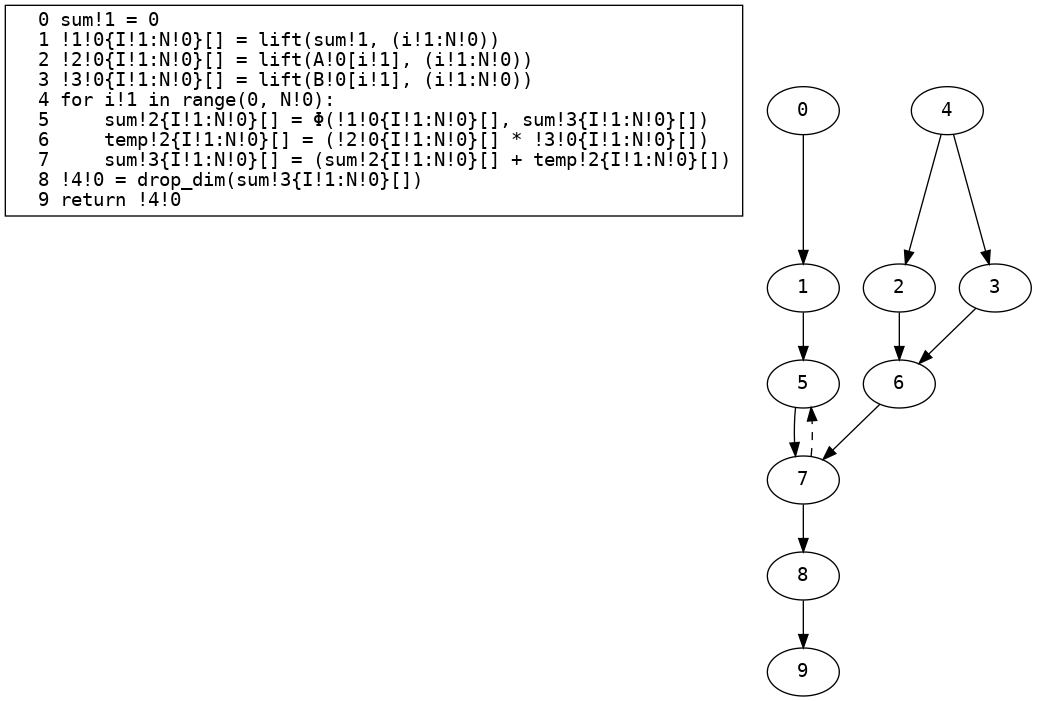 0 sum!1 = 0
1 !1!0{I!1:N!0}[] = lift(sum!1, (i!1:N!0))
2 !2!0{I!1:N!0}[] = lift(A!0[i!1], (i!1:N!0))
3 !3!0{I!1:N!0}[] = lift(B!0[i!1], (i!1:N!0))
4 for i!1 in range(0, N!0):
5     sum!2{I!1:N!0}[] = Φ(!1!0{I!1:N!0}[], sum!3{I!1:N!0}[])
6     temp!2{I!1:N!0}[] = (!2!0{I!1:N!0}[] * !3!0{I!1:N!0}[])
7     sum!3{I!1:N!0}[] = (sum!2{I!1:N!0}[] + temp!2{I!1:N!0}[])
8 !4!0 = drop_dim(sum!3{I!1:N!0}[])
9 return !4!0
0 4
1 2 3
5 6
7
8
9